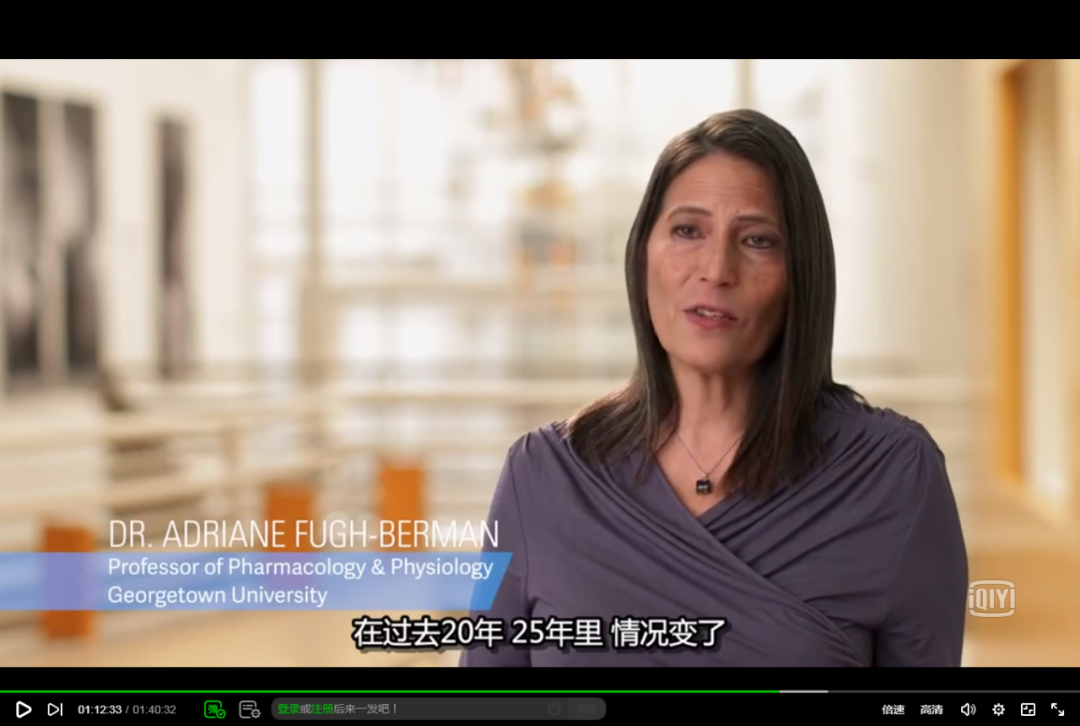 DR. ADRIANE FUGH-BERMAN
Professor of Pharmacology & Physiology
Georgetown University
iQIYI
在过去20年 25年里 情况变了
01:12:33 / 01:40:32
弹
登录或注册后来一发吧！
倍速
高清